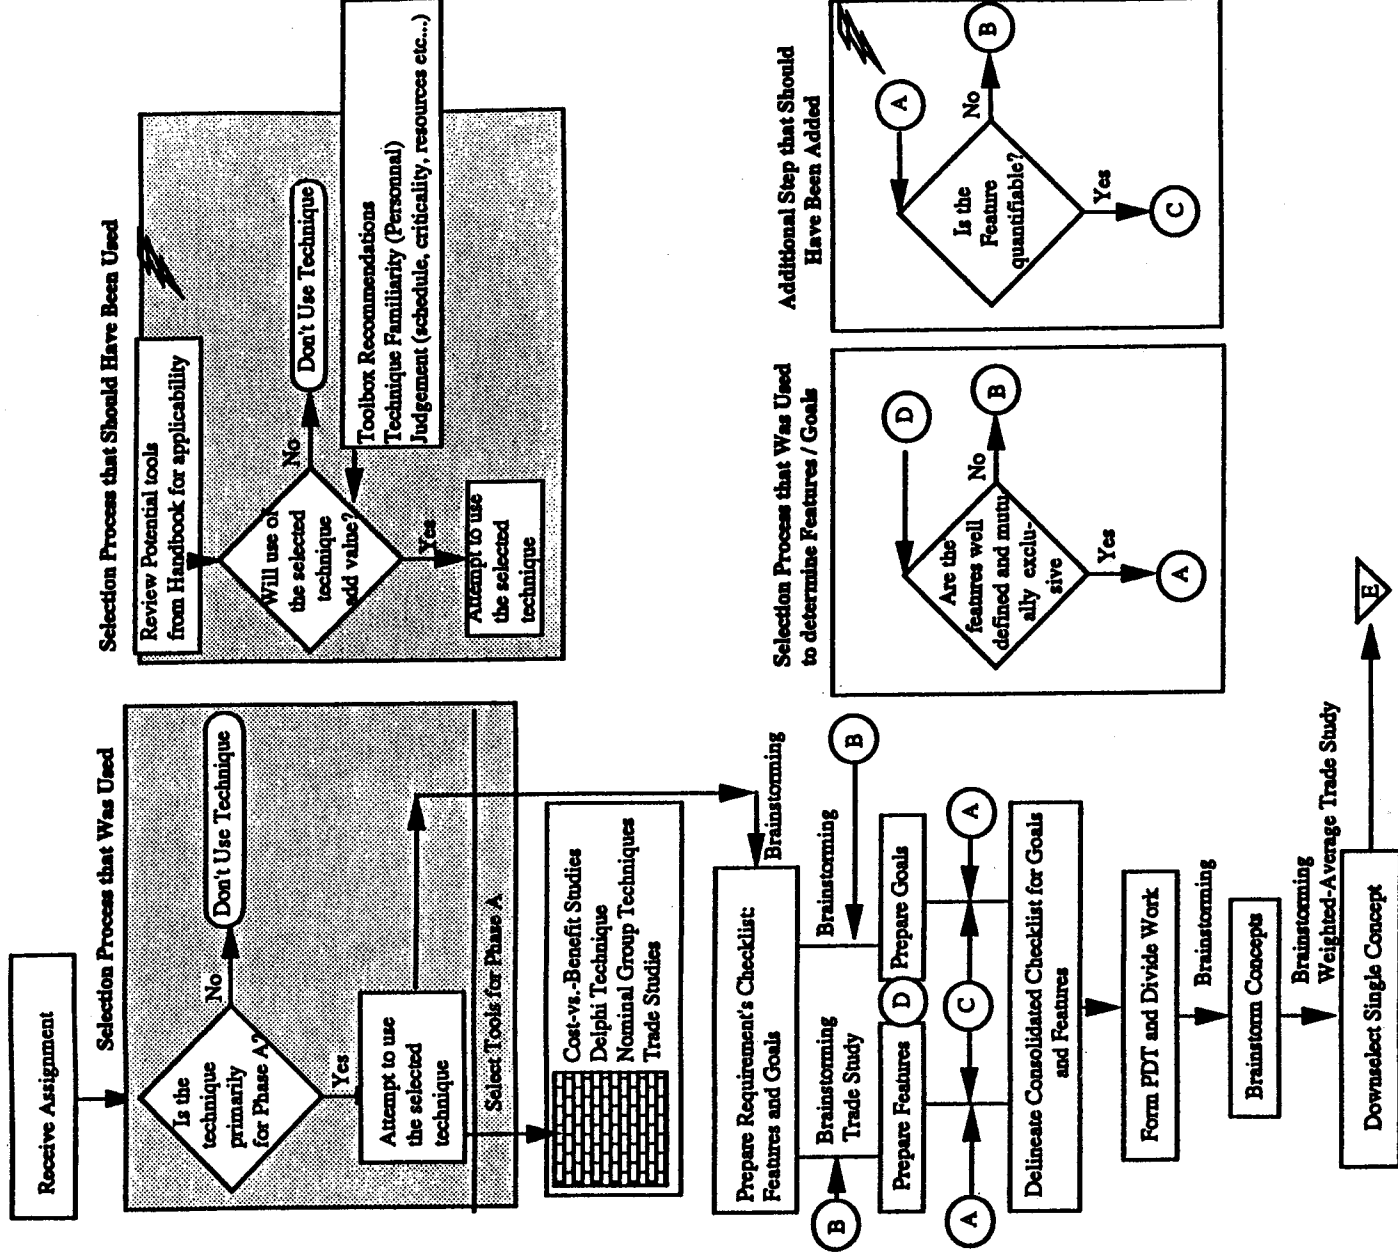 Receive Assignment
Selection Process that Was Used
Is the
technique
primarily
for Phase A?
No
Don't Use Technique
Yes
Attempt to use
the selected
technique
Select Tools for Phase A
Cost-vs.-Benefit Studies
Delphi Technique
Nominal Group Techniques
Trade Studies
Brainstorming
Prepare Requirement's Checklist:
Features and Goals
B
Brainstorming
Trade Study
Brainstorming
B
Prepare Features
D
Prepare Goals
A
C
A
Delineate Consolidated Checklist for Goals
and Features
Form PDT and Divide Work
Brainstorming
Brainstorm Concepts
Brainstorming
Weighted-Average Trade Study
Downselect Single Concept
E
Selection Process that Should Have Been Used
Review Potential tools
from Handbook for applicability
Will use of
the selected
technique
add value?
No
Don't Use Technique
Toolbox Recommendations
Technique Familiarity (Personnal)
Judgement (schedule, criticality, resources etc...)
Yes
Attempt to use
the selected
technique
Selection Process that Was Used
to determine Features / Goals
D
Are the
features well
defined and mutu
ally exclu-
sive
No
B
Yes
A
Additional Step that Should
Have Been Added
A
Is the
Feature
quantifiable?
No
B
Yes
C